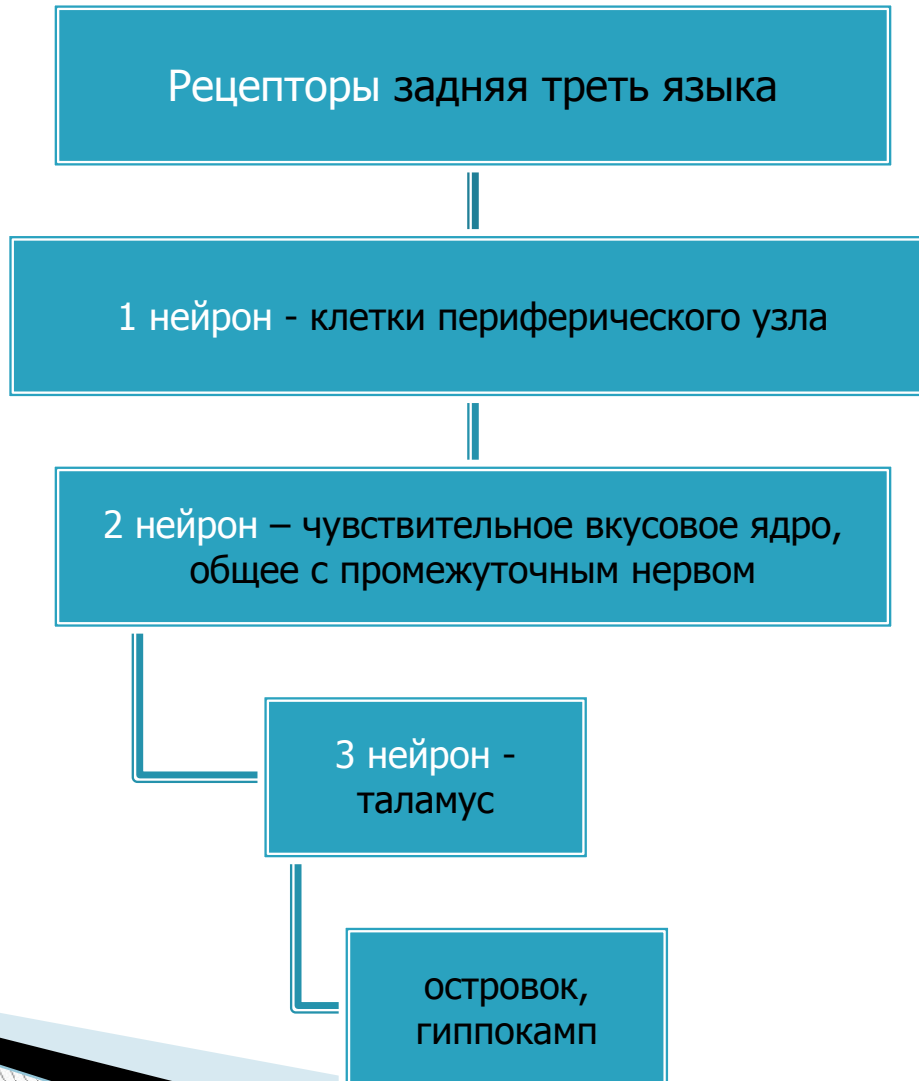 Рецепторы задняя треть языка
1 нейрон - клетки периферического узла
2 нейрон – чувствительное вкусовое ядро,
общее с промежуточным нервом
3 нейрон -
таламус
островок,
гиппокамп